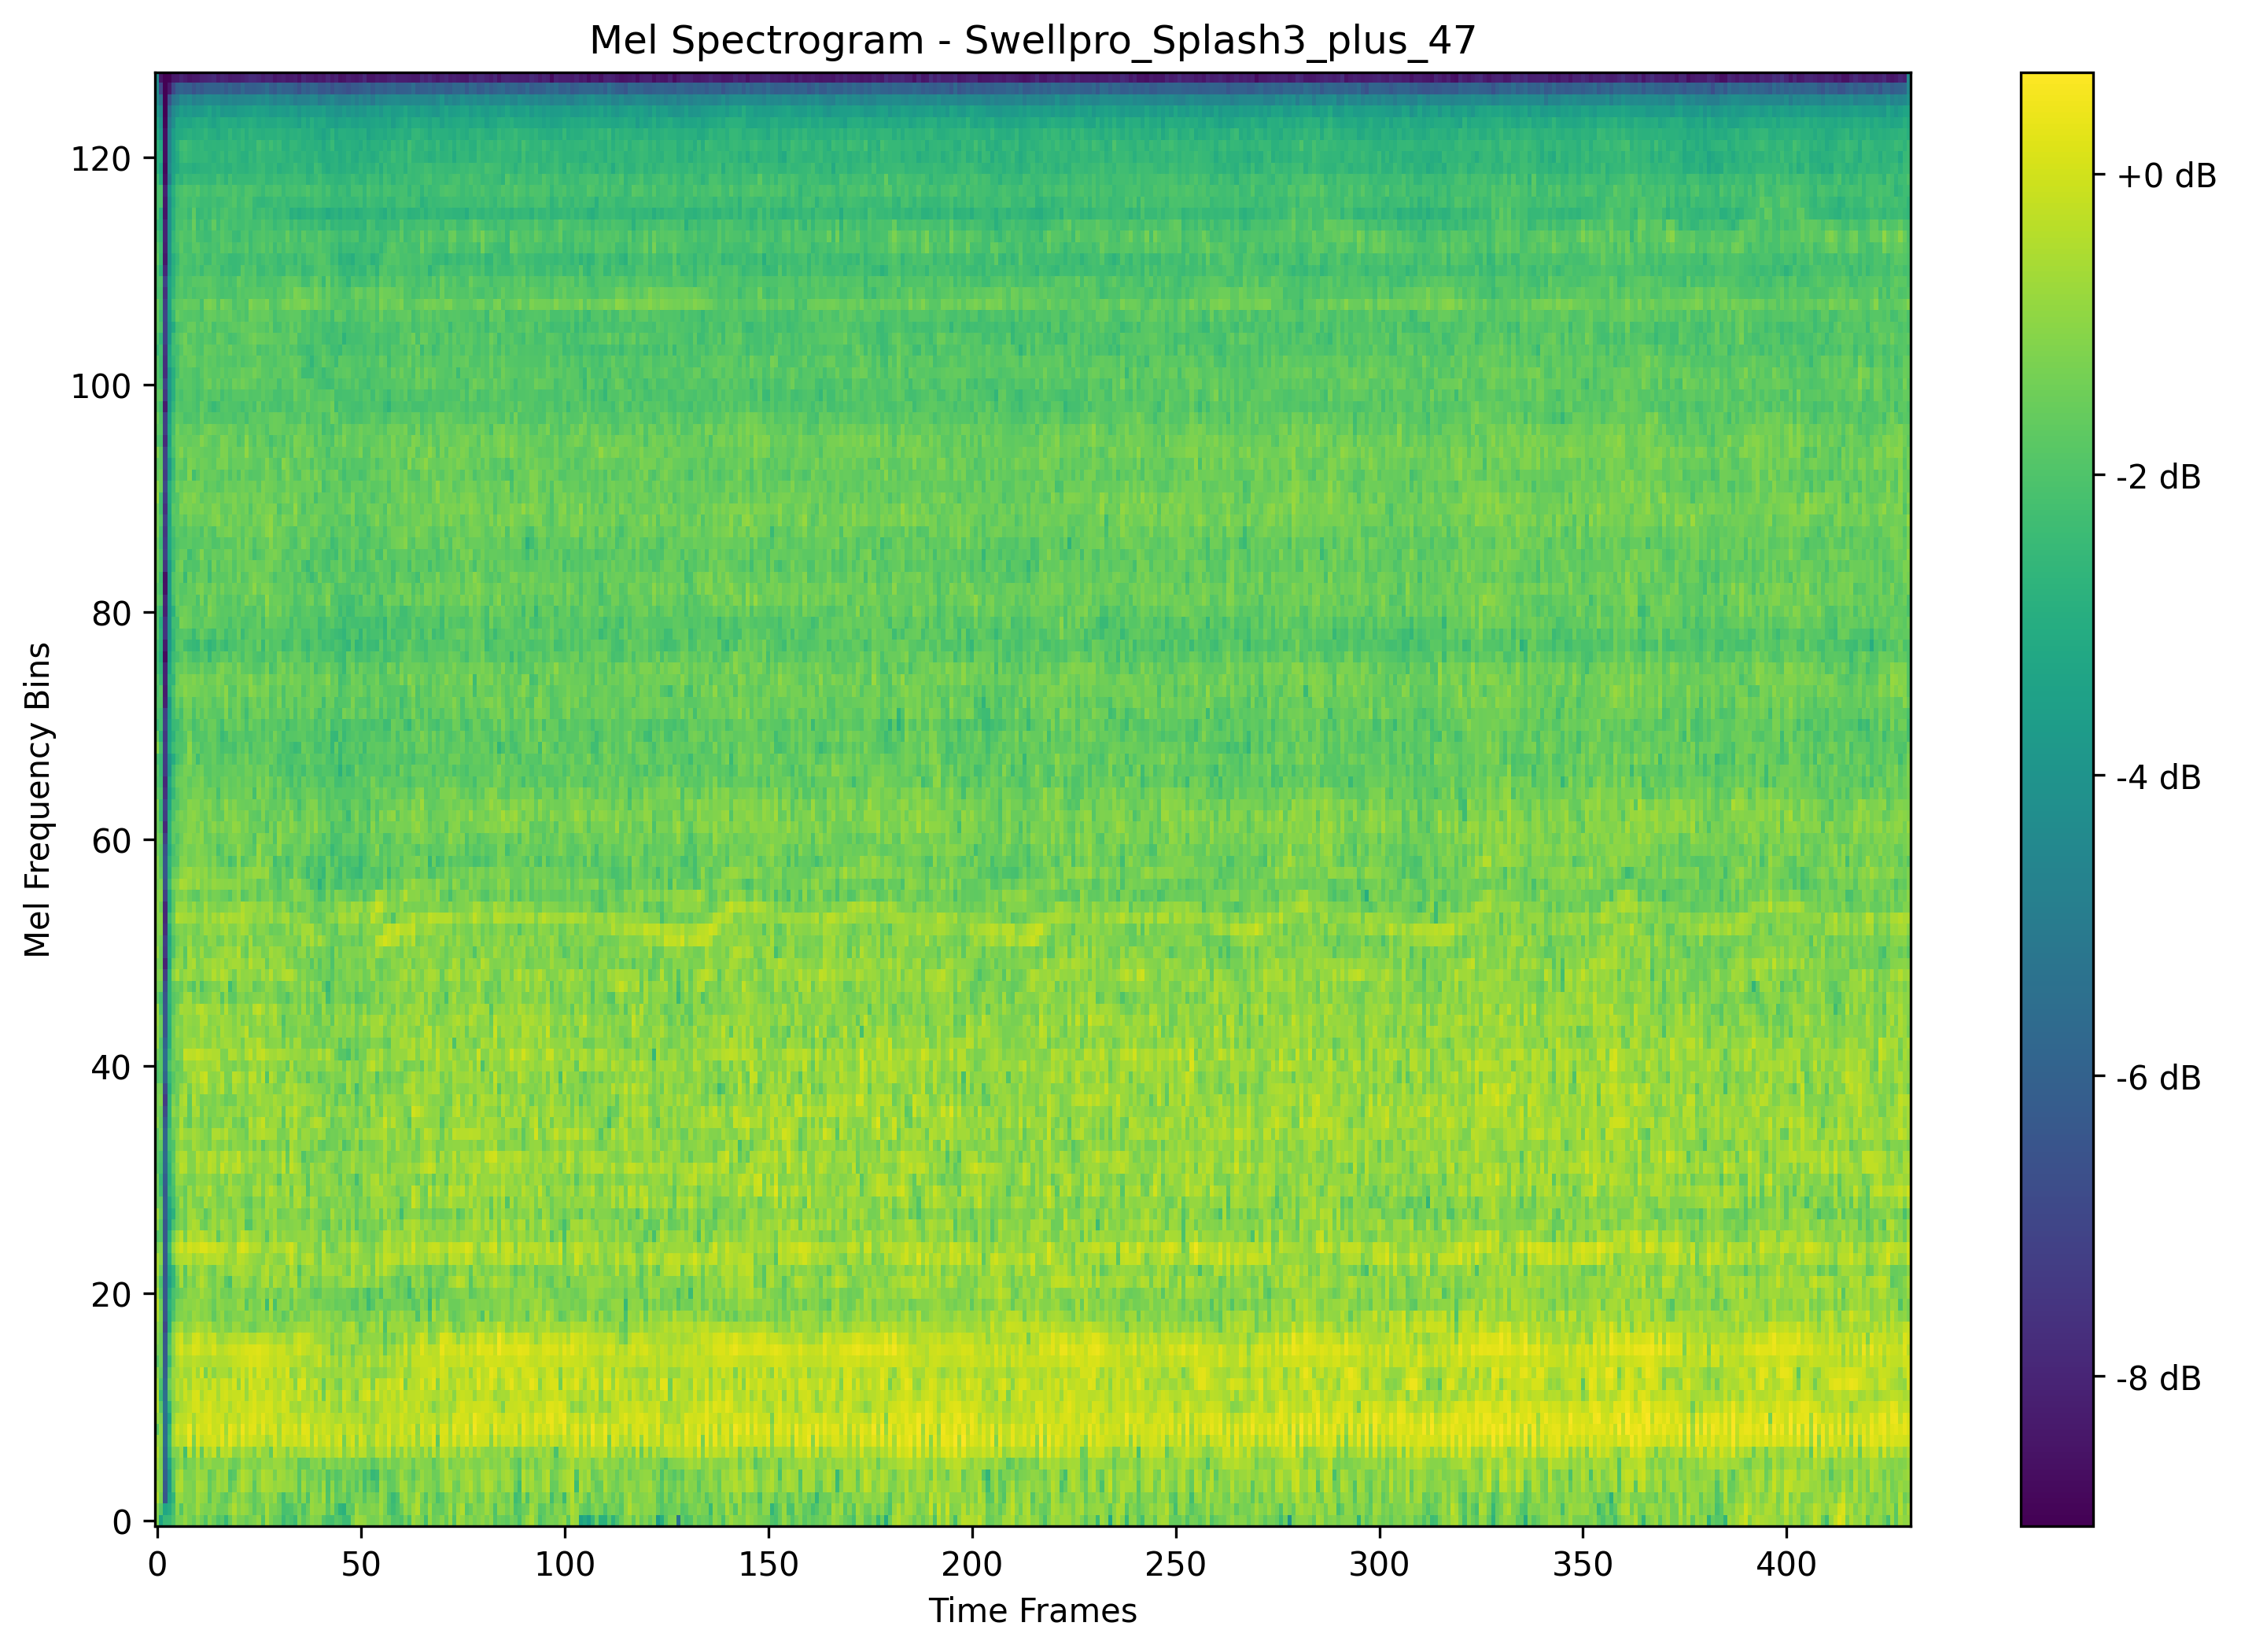 Mel Spectrogram - Swellpro_Splash3_plus_47
Mel Frequency Bins
120
100
80
60
40
20
0
0 50 100 150 200 250 300 350 400
Time Frames
+0 dB
-2 dB
-4 dB
-6 dB
-8 dB